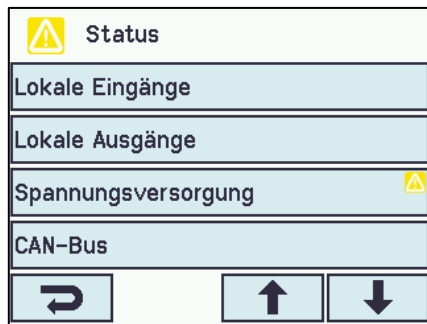 Status
Lokale Eingänge
Lokale Ausgänge
Spannungsversorgung
CAN-Bus